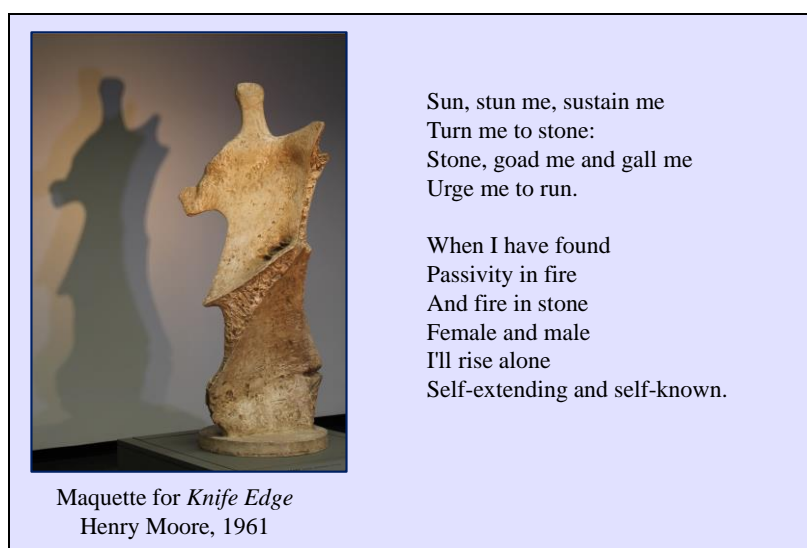 Sun, stun me, sustain me
Turn me to stone:
Stone, goad me and gall me
Urge me to run.
When I have found
Passivity in fire
And fire in stone
Female and male
I'll rise alone
Self-extending and self-known.
Maquette for Knife Edge
Henry Moore, 1961